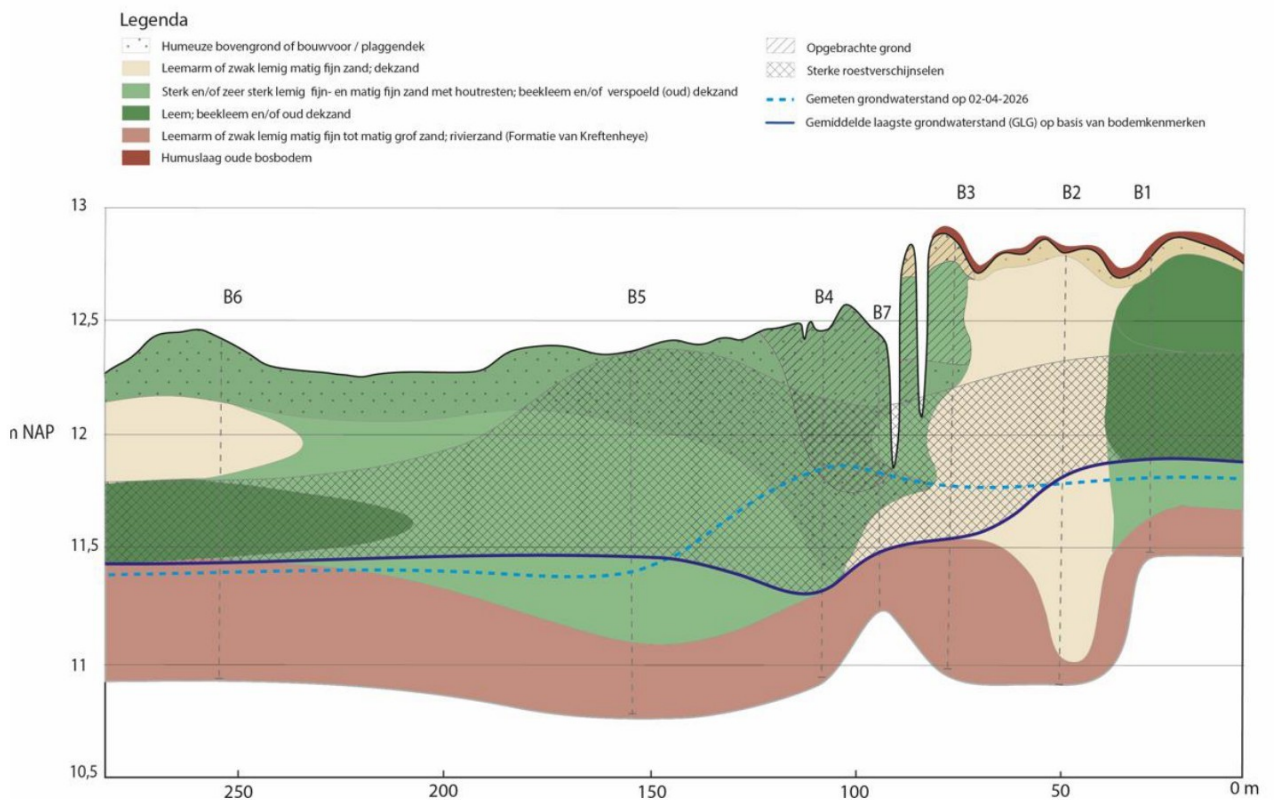 Legenda
Humeuze bovengrond of bouwvoor / plaggendek
Leemarm of zwak lemig matig fijn zand; dekzand
Sterk en/of zeer sterk lemig fijn- en matig fijn zand met houtresten; beekleem en/of verspoeld (oud) dekzand
Leem; beekleem en/of oud dekzand
Leemarm of zwak lemig matig fijn tot matig grof zand; rivierzand (Formatie van Kreftenheye)
Humuslaag oude bosbodem
Opgebrachte grond
Sterke roestverschijnselen
Gemeten grondwaterstand op 02-04-2026
Gemiddelde laagste grondwaterstand (GLG) op basis van bodemkenmerken
B3 B2 B1
13
B6 B5 B4
B7
12,5
m NAP 12
11,5
11
10,5
250 200 150 100 50 0 m